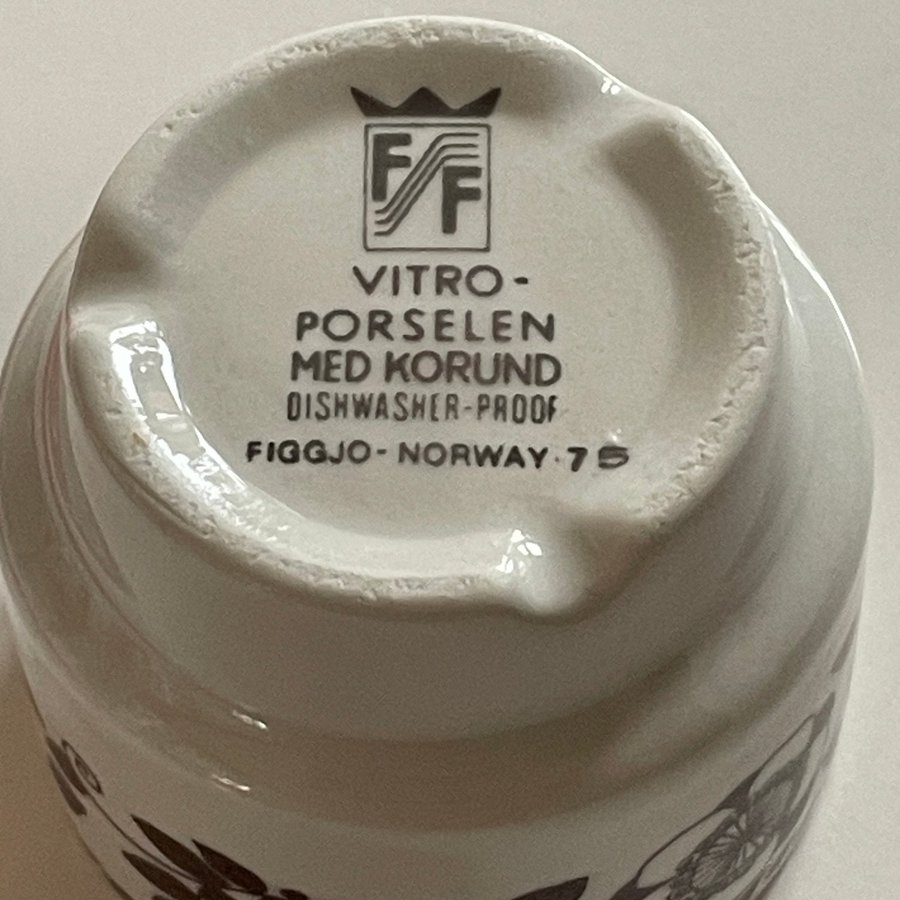 F F
VITRO-
PORSELEN
MED KORUND
DISHWASHER-PROOF
FIGGJO - NORWAY · 75